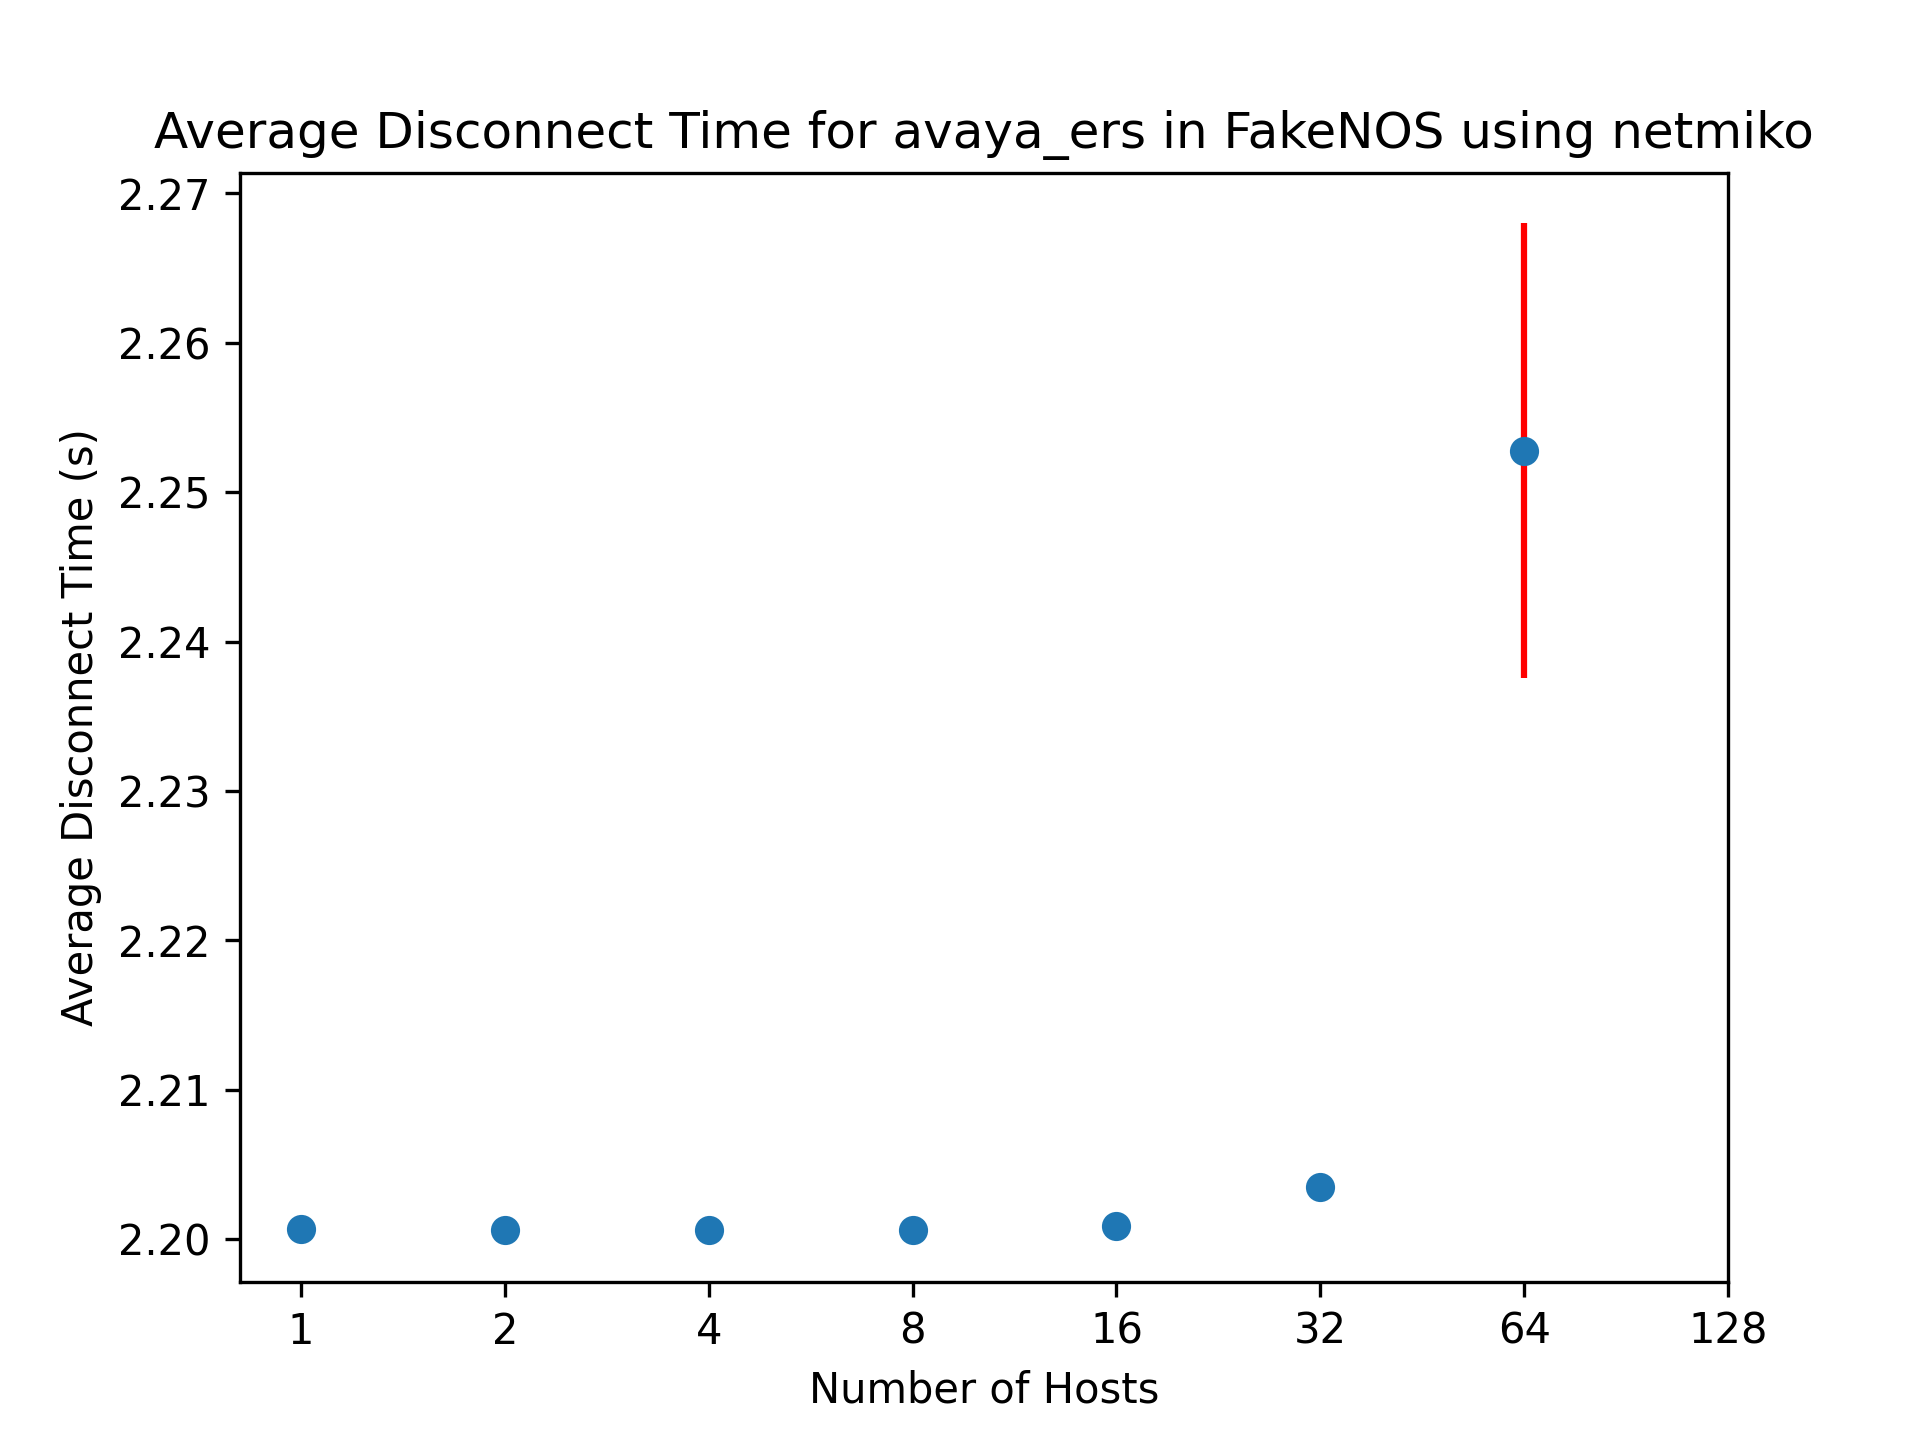 Average Disconnect Time for avaya_ers in FakeNOS using netmiko
2.27
2.26
2.25
2.24
2.23
2.22
2.21
2.20
Average Disconnect Time (s)
1 2 4 8 16 32 64 128
Number of Hosts